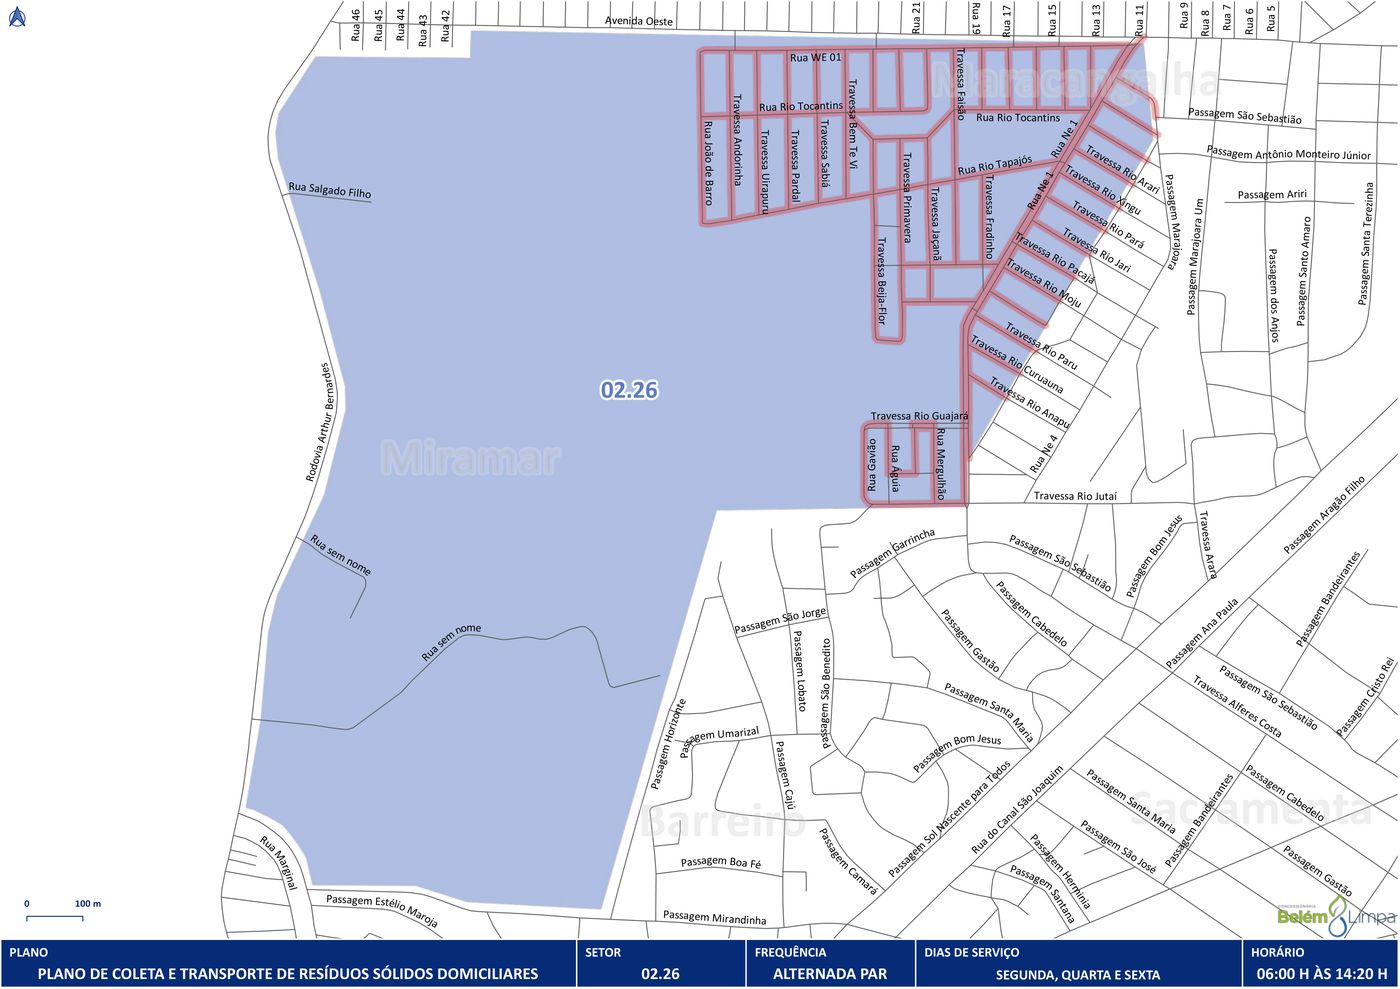 Rua 46
Rua 45
Rua 44
Rua 43
Rua 42
Avenida Oeste
Rua 21
Rua 19
Rua 17
Rua 15
Rua 13
Rua 11
Rua 9
Rua 8
Rua 7
Rua 6
Rua 5
Rua WE 01
Maracangalha
Travessa Faisão
Travessa Andorinha
Rua Rio Tocantins
Travessa Bem Te Vi
Rua Rio Tocantins
Rua João de Barro
Travessa Uirapuru
Travessa Pardal
Travessa Sabiá
Rua Ne 1
Passagem São Sebastião
Passagem Antônio Monteiro Júnior
Travessa Primavera
Rua Rio Tapajós
Travessa Rio Arari
Rua Salgado Filho
Travessa Jaçanã
Travessa Fradinho
Rua Ne 1
Travessa Rio Xingu
Passagem Marajoara
Passagem Marajoara Um
Passagem Ariri
Passagem Santa Terezinha
Travessa Rio Pará
Travessa Rio Jari
Passagem dos Anjos
Passagem Santo Amaro
Travessa Beija-Flor
Travessa Rio Pacajá
Travessa Rio Moju
Travessa Rio Paru
Travessa Rio Curuauna
Travessa Rio Anapu
02.26
Rodovia Arthur Bernardes
Miramar
Travessa Rio Guajará
Rua Gavião
Rua Águia
Rua Mergulhão
Rua Ne 4
Travessa Rio Jutaí
Passagem Aragão Filho
Rua sem nome
Passagem Garrincha
Passagem São Sebastião
Passagem Bom Jesus
Travessa Arara
Passagem Bandeirantes
Passagem São Jorge
Passagem Cabedelo
Passagem Ana Paula
Rua sem nome
Passagem Lobato
Passagem São Benedito
Passagem Gastão
Passagem São Sebastião
Passagem Cristo Rei
Passagem Santa Maria
Travessa Alferes Costa
Passagem Horizonte
Passagem Umarizal
Passagem Bom Jesus
Passagem Cajú
Passagem Sol Nascente para Todos
Rua do Canal São Joaquim
Passagem Santa Maria
Passagem Bandeirantes
Passagem Cabedelo
Barreiro
Sacramenta
Rua Marginal
Passagem Camará
Passagem Boa Fé
Passagem São José
Passagem Herminia
Passagem Santana
Passagem Gastão
Passagem Estélio Maroja
Passagem Mirandinha
0 100 m
CONCESSIONÁRIA
Belém Limpa
PLANO
PLANO DE COLETA E TRANSPORTE DE RESÍDUOS SÓLIDOS DOMICILIARES
SETOR
02.26
FREQUÊNCIA
ALTERNADA PAR
DIAS DE SERVIÇO
SEGUNDA, QUARTA E SEXTA
HORÁRIO
06:00 H ÀS 14:20 H